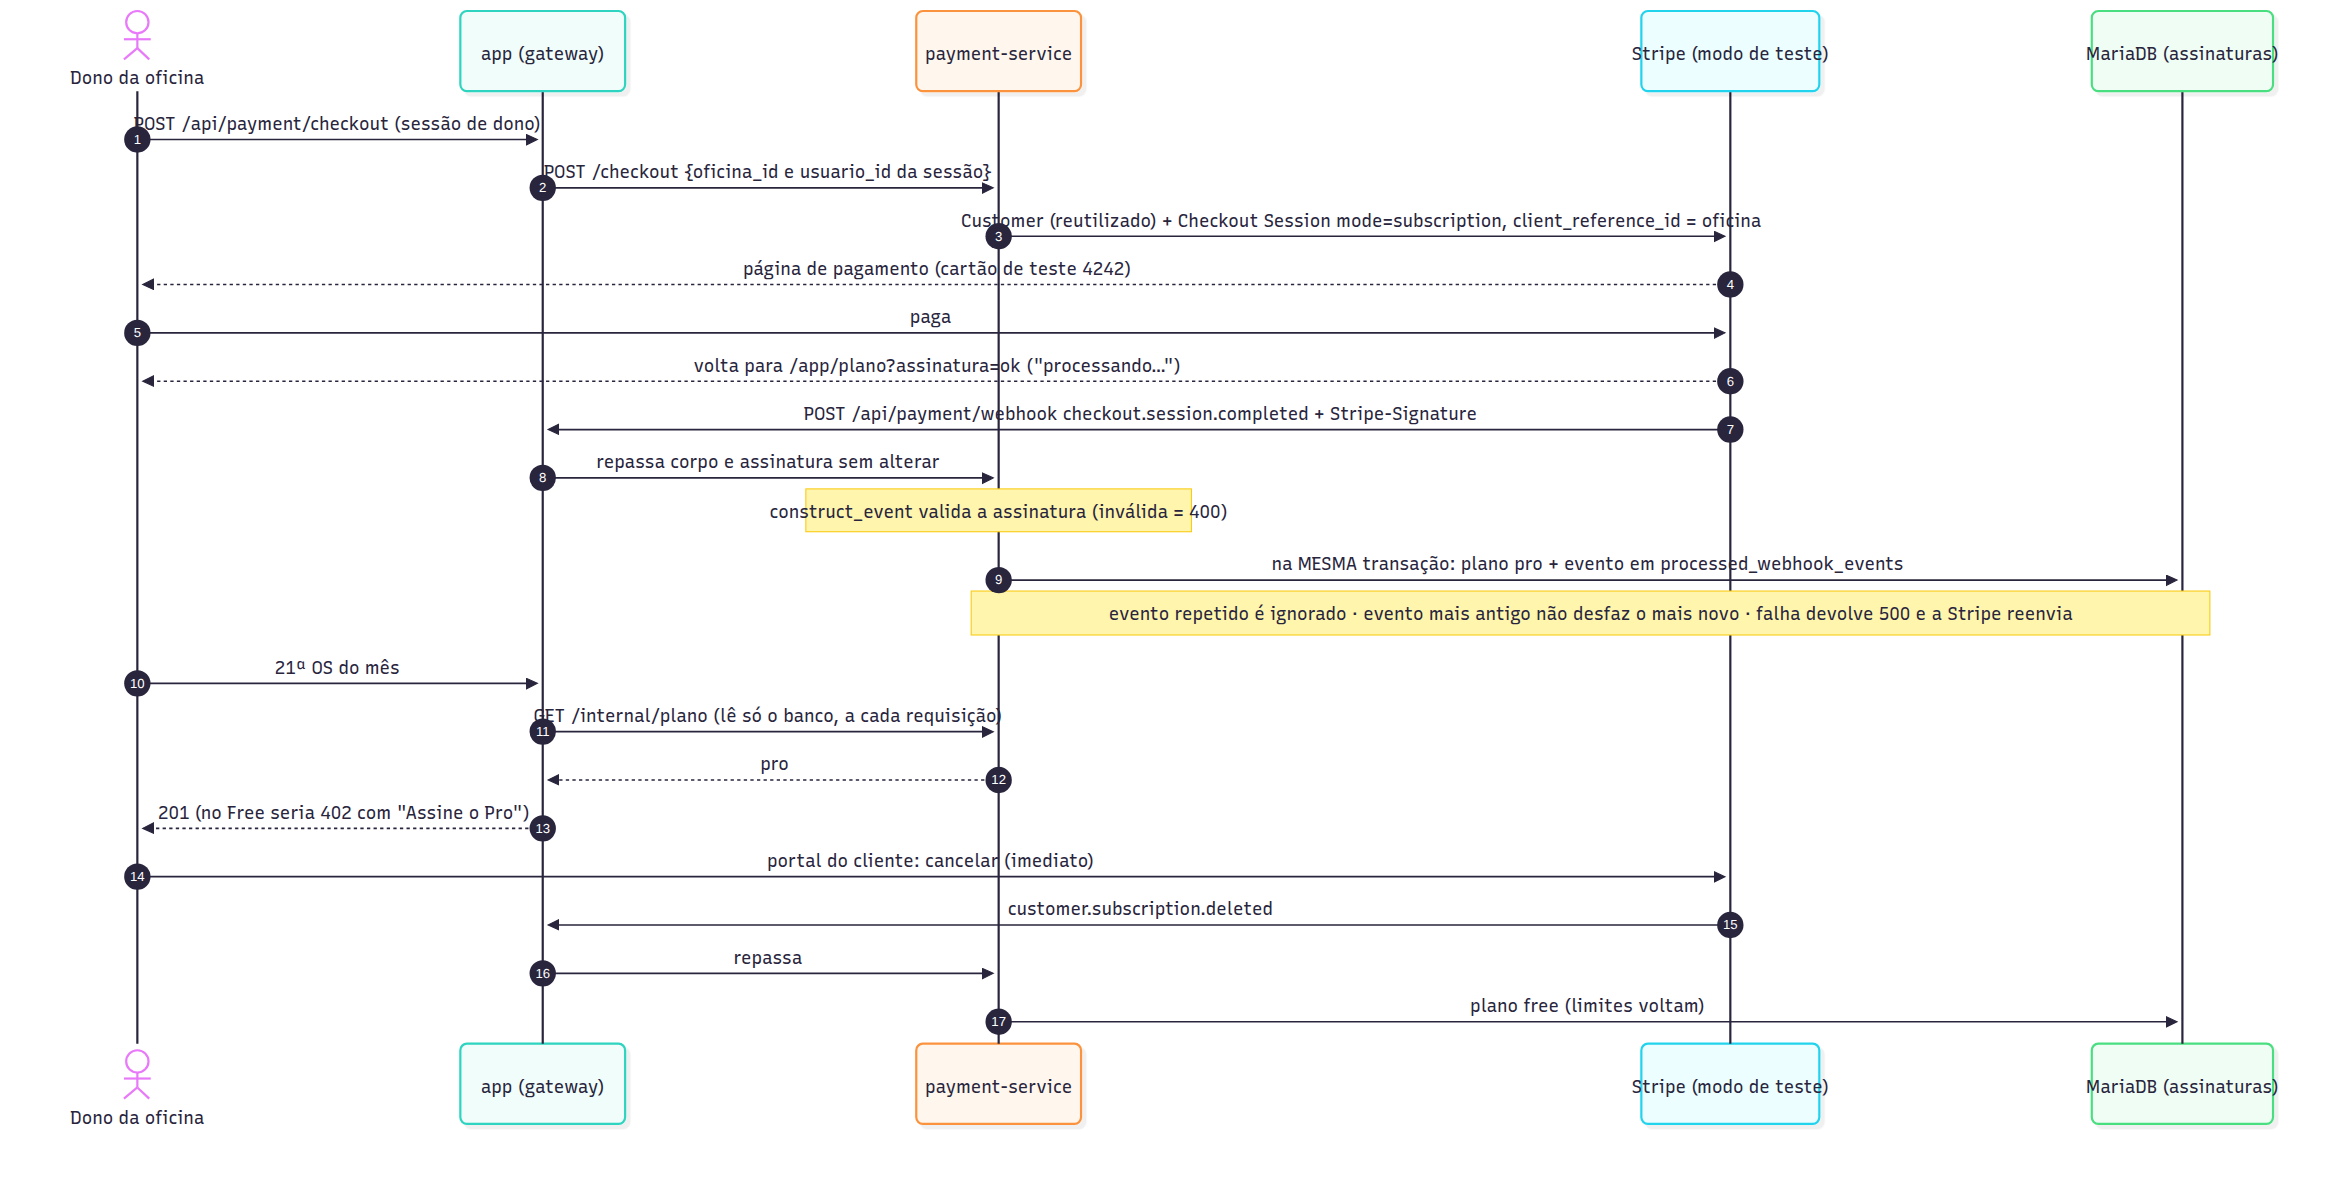 Dono da oficina
app (gateway)
payment-service
Stripe (modo de teste)
MariaDB (assinaturas)
POST /api/payment/checkout (sessão de dono)
1
POST /checkout {oficina_id e usuario_id da sessão}
2
Customer (reutilizado) + Checkout Session mode=subscription, client_reference_id = oficina
3
página de pagamento (cartão de teste 4242)
4
paga
5
volta para /app/plano?assinatura=ok ("processando...")
6
POST /api/payment/webhook checkout.session.completed + Stripe-Signature
7
repassa corpo e assinatura sem alterar
8
construct_event valida a assinatura (inválida = 400)
na MESMA transação: plano pro + evento em processed_webhook_events
9
evento repetido é ignorado · evento mais antigo não desfaz o mais novo · falha devolve 500 e a Stripe reenvia
21ª OS do mês
10
GET /internal/plano (lê só o banco, a cada requisição)
11
pro
12
201 (no Free seria 402 com "Assine o Pro")
13
portal do cliente: cancelar (imediato)
14
customer.subscription.deleted
15
repassa
16
plano free (limites voltam)
17
Dono da oficina
app (gateway)
payment-service
Stripe (modo de teste)
MariaDB (assinaturas)